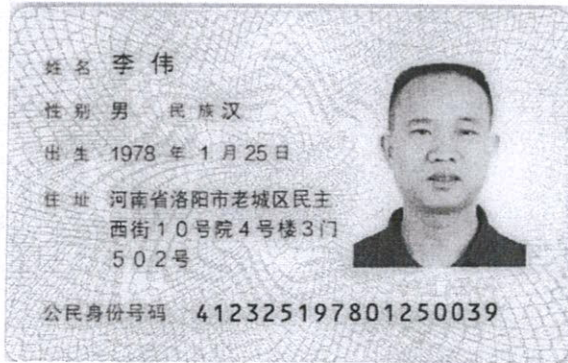 姓名 李伟
性别 男 民族 汉
出生 1978 年 1 月 25 日
住址 河南省洛阳市老城区民主
西街10号院4号楼3门
502号
公民身份号码 412325197801250039